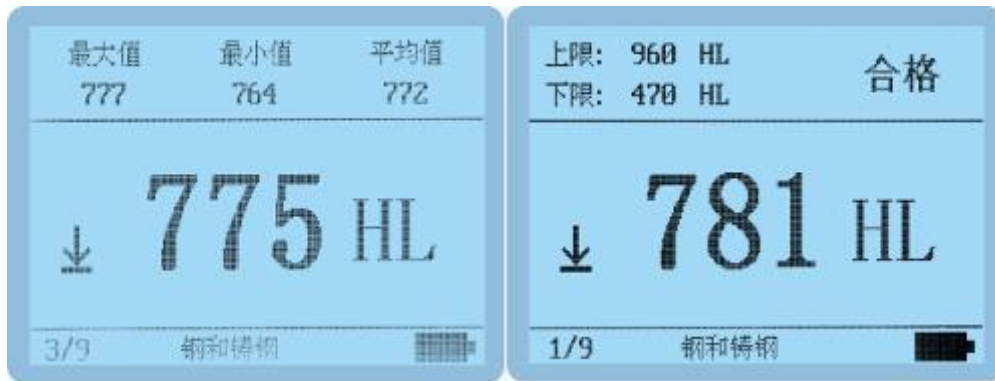 最大值 最小值 平均值
777 764 772
775 HL
3/9 钢和铸钢
上限: 960 HL
下限: 470 HL
合格
781 HL
1/9 钢和铸钢